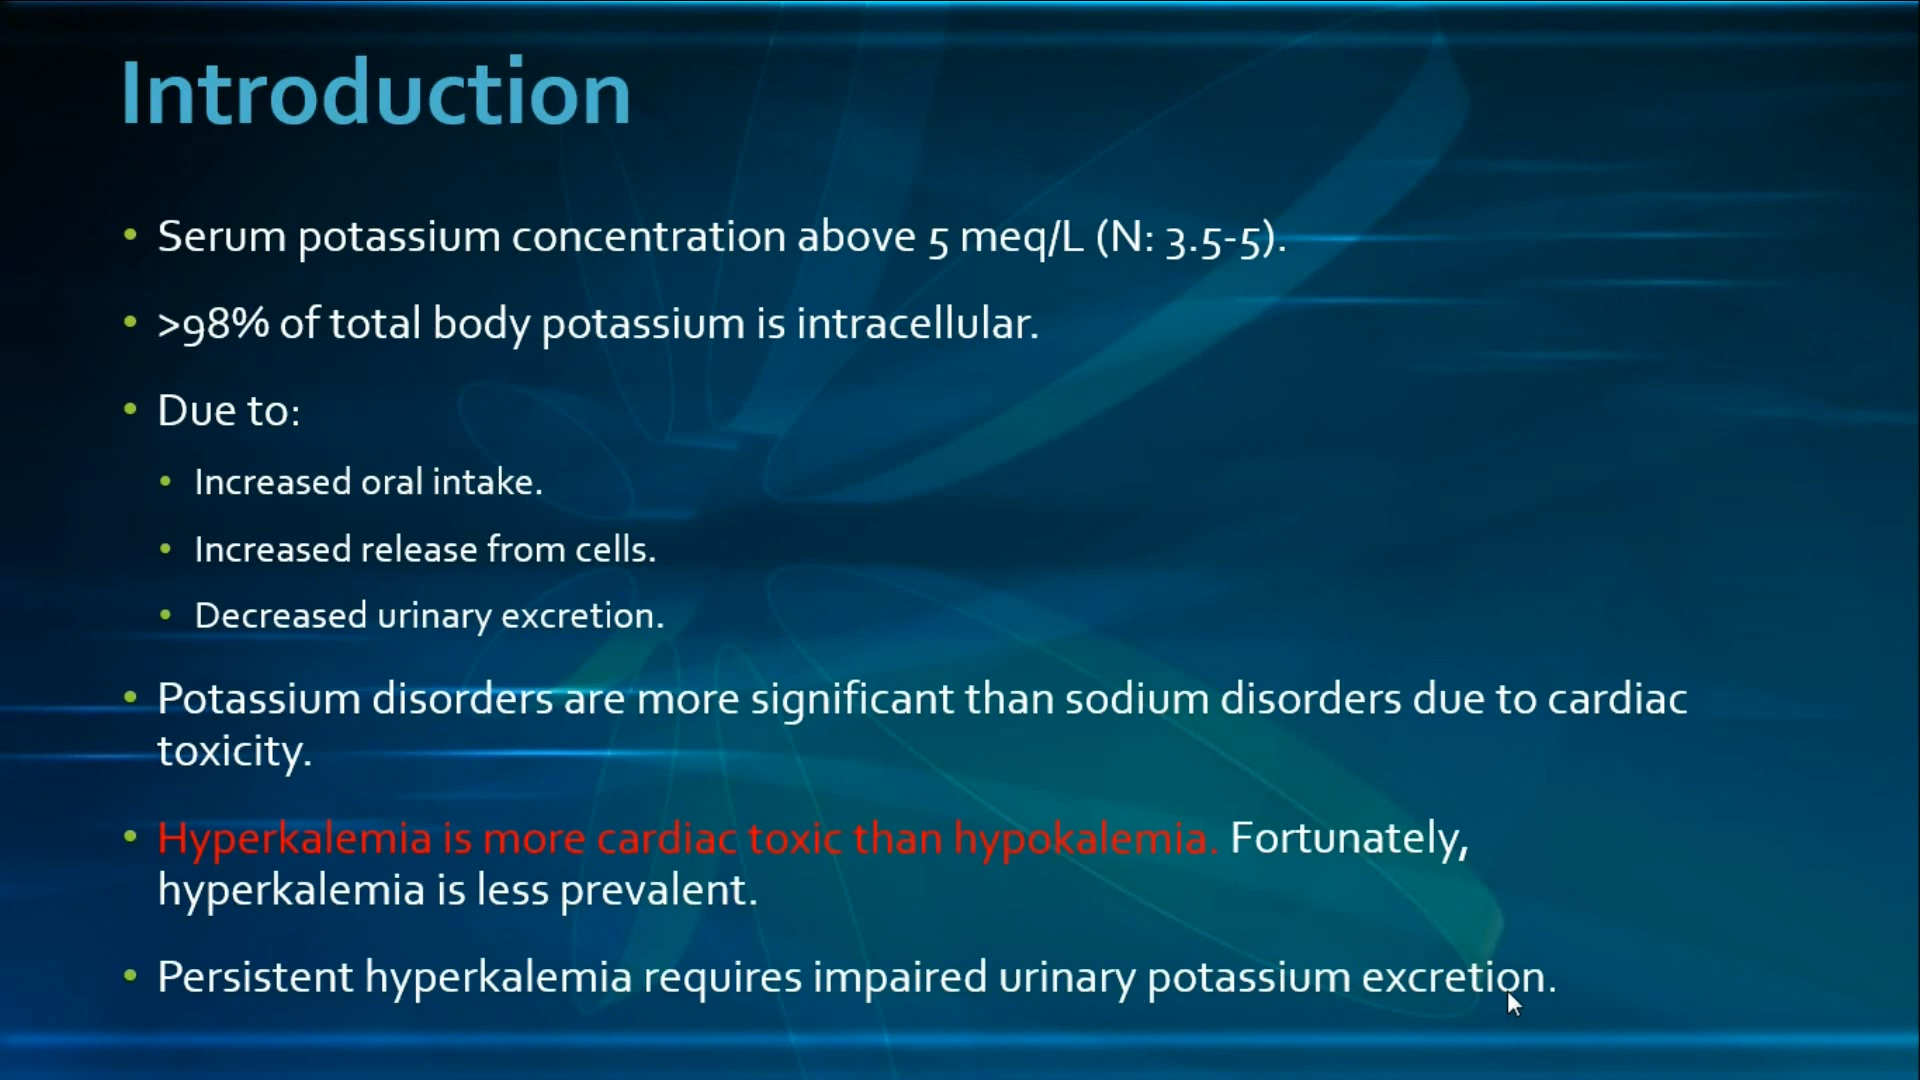 Introduction
• Serum potassium concentration above 5 meq/L (N: 3.5-5).
• >98% of total body potassium is intracellular.
• Due to:
• Increased oral intake.
• Increased release from cells.
• Decreased urinary excretion.
• Potassium disorders are more significant than sodium disorders due to cardiac
toxicity.
• Hyperkalemia is more cardiac toxic than hypokalemia. Fortunately,
hyperkalemia is less prevalent.
• Persistent hyperkalemia requires impaired urinary potassium excretion.